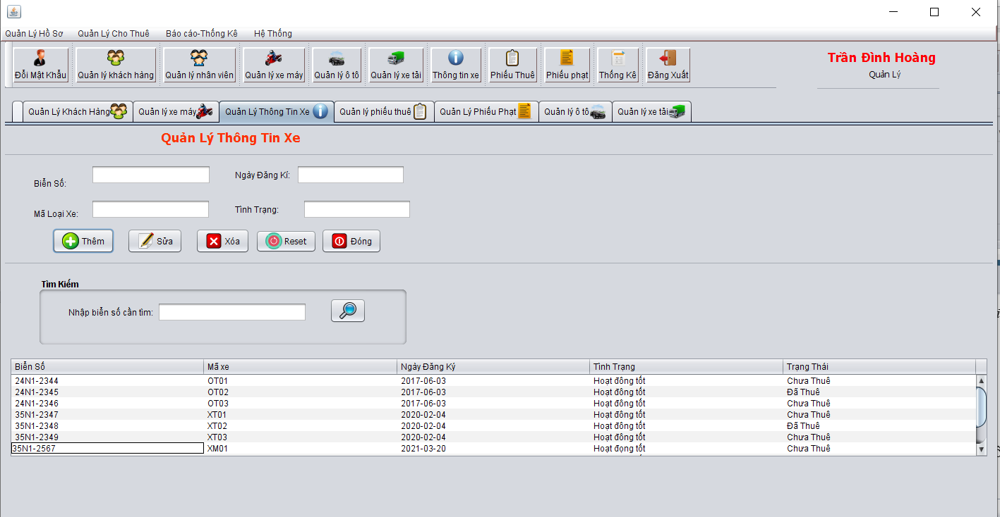 Quản Lý Hồ Sơ Quản Lý Cho Thuê Báo cáo-Thống Kê Hệ Thống
Đổi Mật Khẩu Quản lý khách hàng Quản lý nhân viên Quản lý xe máy Quản lý ô tô Quản lý xe tải Thông tin xe Phiếu Thuê Phiếu phạt Thống Kê Đăng Xuất
Trần Đình Hoàng
Quản Lý
Quản Lý Khách Hàng Quản lý xe máy Quản Lý Thông Tin Xe Quản lý phiếu thuê Quản Lý Phiếu Phạt Quản lý ô tô Quản lý xe tải
Quản Lý Thông Tin Xe
Biển Số: Ngày Đăng Kí:
Mã Loại Xe: Tình Trạng:
Thêm Sửa Xóa Reset Đóng
Tìm Kiếm
Nhập biển số cần tìm:
Biển Số Mã xe Ngày Đăng Ký Tình Trạng Trạng Thái
24N1-2344 OT01 2017-06-03 Hoạt đông tốt Chưa Thuê
24N1-2345 OT02 2017-06-03 Hoạt đông tốt Đã Thuê
24N1-2346 OT03 2017-06-03 Hoạt đông tốt Chưa Thuê
35N1-2347 XT01 2020-02-04 Hoạt đông tốt Chưa Thuê
35N1-2348 XT02 2020-02-04 Hoạt đông tốt Đã Thuê
35N1-2349 XT03 2020-02-04 Hoạt đông tốt Chưa Thuê
35N1-2567 XM01 2021-03-20 Hoạt đọng tốt Chưa Thuê